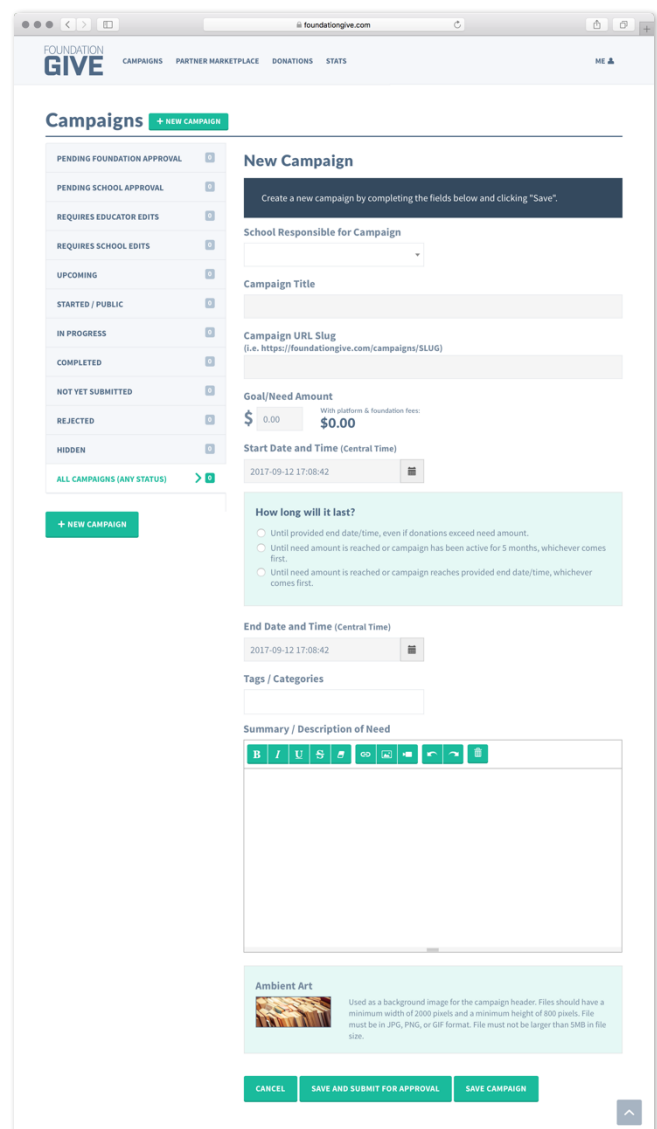 foundationgive.com
FOUNDATION
GIVE
CAMPAIGNS PARTNER MARKETPLACE DONATIONS STATS ME
Campaigns + NEW CAMPAIGN
PENDING FOUNDATION APPROVAL 0
PENDING SCHOOL APPROVAL 0
REQUIRES EDUCATOR EDITS 0
REQUIRES SCHOOL EDITS 0
UPCOMING 0
STARTED / PUBLIC 0
IN PROGRESS 0
COMPLETED 0
NOT YET SUBMITTED 0
REJECTED 0
HIDDEN 0
ALL CAMPAIGNS (ANY STATUS) 0
+ NEW CAMPAIGN
New Campaign
Create a new campaign by completing the fields below and clicking "Save".
School Responsible for Campaign
Campaign Title
Campaign URL Slug
(i.e. https://foundationgive.com/campaigns/SLUG)
Goal/Need Amount
$ 0.00
With platform & foundation fees:
$0.00
Start Date and Time (Central Time)
2017-09-12 17:08:42
How long will it last?
Until provided end date/time, even if donations exceed need amount.
Until need amount is reached or campaign has been active for 5 months, whichever comes
first.
Until need amount is reached or campaign reaches provided end date/time, whichever
comes first.
End Date and Time (Central Time)
2017-09-12 17:08:42
Tags / Categories
Summary / Description of Need
B I U S
Ambient Art
Used as a background image for the campaign header. Files should have a
minimum width of 2000 pixels and a minimum height of 800 pixels. File
must be in JPG, PNG, or GIF format. File must not be larger than 5MB in file
size.
CANCEL SAVE AND SUBMIT FOR APPROVAL SAVE CAMPAIGN